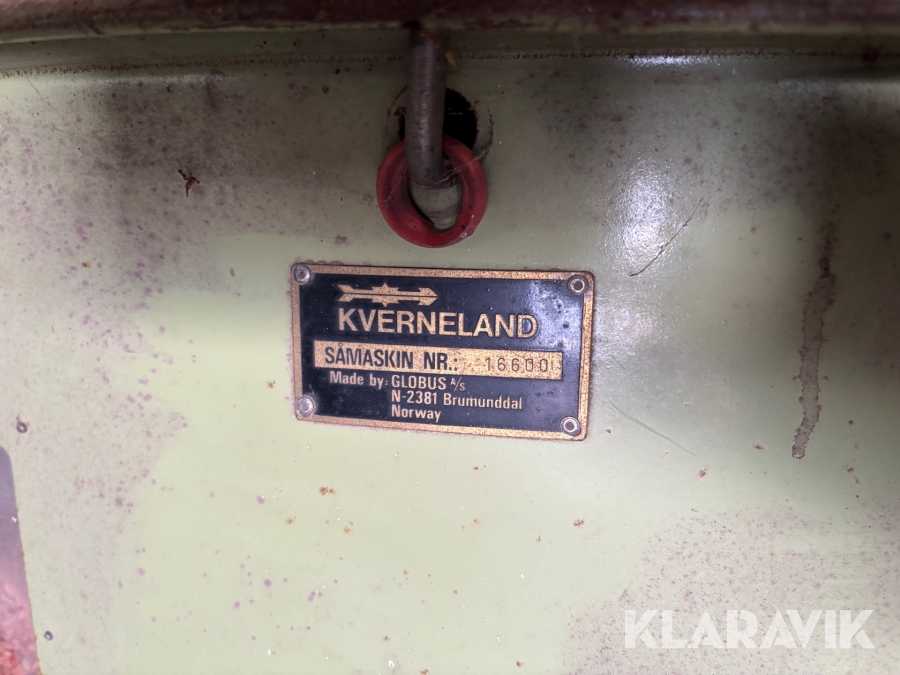 KVERNELAND
SÅMASKIN NR.: 16600
Made by: GLOBUS A/S
N-2381 Brumunddal
Norway
KLARAVIK